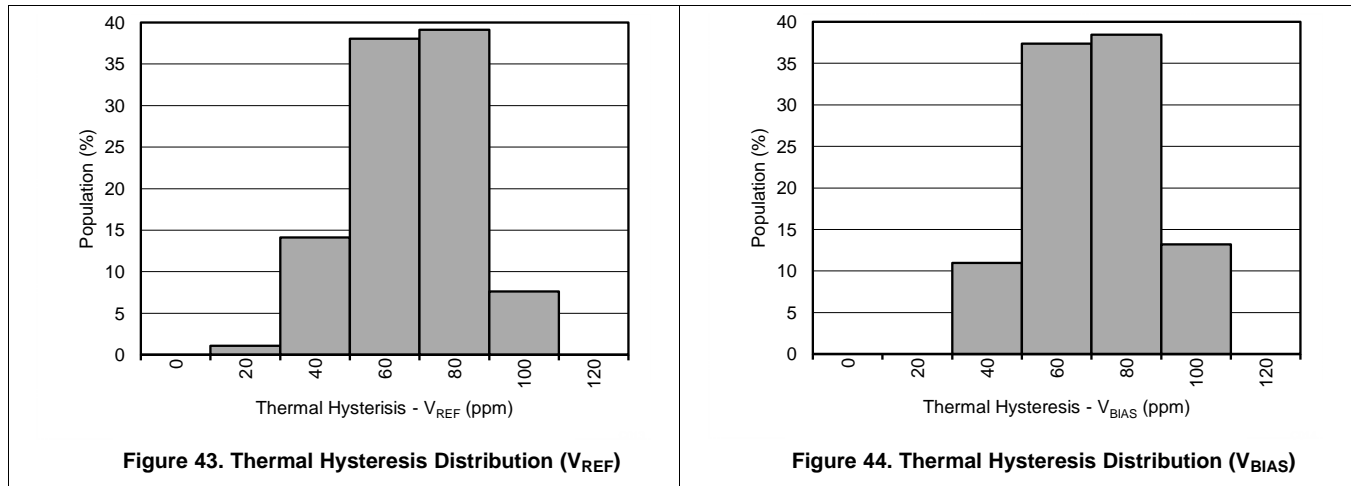 40
35
30
25
20
15
10
5
0
Population (%)
0 20 40 60 80 100 120
Thermal Hysterisis - VREF (ppm)
Figure 43. Thermal Hysteresis Distribution (VREF)
40
35
30
25
20
15
10
5
0
Population (%)
0 20 40 60 80 100 120
Thermal Hysteresis - VBIAS (ppm)
Figure 44. Thermal Hysteresis Distribution (VBIAS)